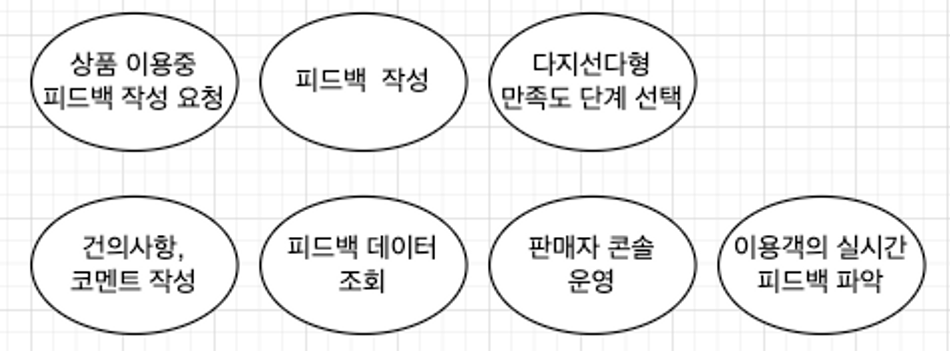 상품 이용중
피드백 작성 요청
피드백 작성
다지선다형
만족도 단계 선택
건의사항,
코멘트 작성
피드백 데이터
조회
판매자 콘솔
운영
이용객의 실시간
피드백 파악